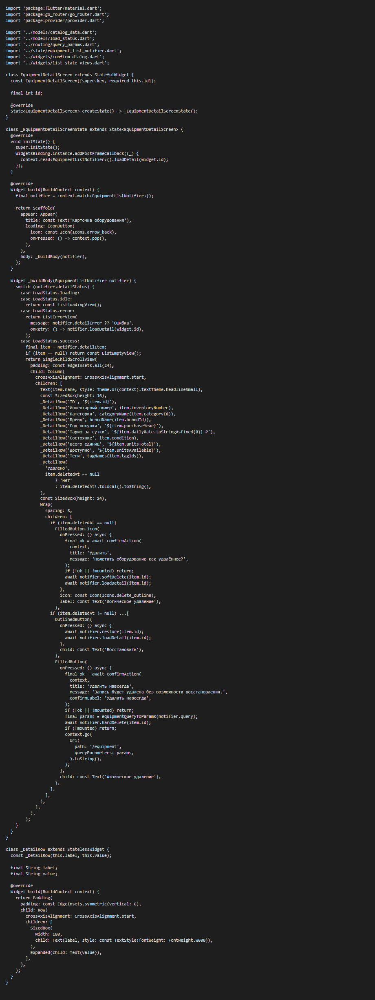 import 'package:flutter/material.dart';
import 'package:go_router/go_router.dart';
import 'package:provider/provider.dart';

import '../models/catalog_data.dart';
import '../models/load_status.dart';
import '../routing/query_params.dart';
import '../state/equipment_list_notifier.dart';
import '../widgets/confirm_dialog.dart';
import '../widgets/list_state_views.dart';

class EquipmentDetailScreen extends StatefulWidget {
  const EquipmentDetailScreen({super.key, required this.id});

  final int id;

  @override
  State<EquipmentDetailScreen> createState() => _EquipmentDetailScreenState();
}

class _EquipmentDetailScreenState extends State<EquipmentDetailScreen> {
  @override
  void initState() {
    super.initState();
    WidgetsBinding.instance.addPostFrameCallback((_) {
      context.read<EquipmentListNotifier>().loadDetail(widget.id);
    });
  }

  @override
  Widget build(BuildContext context) {
    final notifier = context.watch<EquipmentListNotifier>();

    return Scaffold(
      appBar: AppBar(
        title: const Text('Карточка оборудования'),
        leading: IconButton(
          icon: const Icon(Icons.arrow_back),
          onPressed: () => context.pop(),
        ),
      ),
      body: _buildBody(notifier),
    );
  }

  Widget _buildBody(EquipmentListNotifier notifier) {
    switch (notifier.detailStatus) {
      case LoadStatus.loading:
      case LoadStatus.idle:
        return const ListLoadingView();
      case LoadStatus.error:
        return ListErrorView(
          message: notifier.detailError ?? 'Ошибка',
          onRetry: () => notifier.loadDetail(widget.id),
        );
      case LoadStatus.success:
        final item = notifier.detailItem;
        if (item == null) return const ListEmptyView();
        return SingleChildScrollView(
          padding: const EdgeInsets.all(24),
          child: Column(
            crossAxisAlignment: CrossAxisAlignment.start,
            children: [
              Text(item.name, style: Theme.of(context).textTheme.headlineSmall),
              const SizedBox(height: 16),
              _DetailRow('ID', '${item.id}'),
              _DetailRow('Инвентарный номер', item.inventoryNumber),
              _DetailRow('Категория', categoryName(item.categoryId)),
              _DetailRow('Бренд', brandName(item.brandId)),
              _DetailRow('Год покупки', '${item.purchaseYear}'),
              _DetailRow('Тариф за сутки', '${item.dailyRate.toStringAsFixed(0)} ₽'),
              _DetailRow('Состояние', item.condition),
              _DetailRow('Всего единиц', '${item.unitsTotal}'),
              _DetailRow('Доступно', '${item.unitsAvailable}'),
              _DetailRow('Теги', tagNames(item.tagIds)),
              _DetailRow(
                'Удалено',
                item.deletedAt == null
                    ? 'нет'
                    : item.deletedAt!.toLocal().toString(),
              ),
              const SizedBox(height: 24),
              Wrap(
                spacing: 8,
                children: [
                  if (item.deletedAt == null)
                    FilledButton.icon(
                      onPressed: () async {
                        final ok = await confirmAction(
                          context,
                          title: 'Удалить',
                          message: 'Пометить оборудование как удалённое?',
                        );
                        if (!ok || !mounted) return;
                        await notifier.softDelete(item.id);
                        await notifier.loadDetail(item.id);
                      },
                      icon: const Icon(Icons.delete_outline),
                      label: const Text('Логическое удаление'),
                    ),
                  if (item.deletedAt != null) ...[
                    OutlinedButton(
                      onPressed: () async {
                        await notifier.restore(item.id);
                        await notifier.loadDetail(item.id);
                      },
                      child: const Text('Восстановить'),
                    ),
                    FilledButton(
                      onPressed: () async {
                        final ok = await confirmAction(
                          context,
                          title: 'Удалить навсегда',
                          message: 'Запись будет удалена без возможности восстановления.',
                          confirmLabel: 'Удалить навсегда',
                        );
                        if (!ok || !mounted) return;
                        final params = equipmentQueryToParams(notifier.query);
                        await notifier.hardDelete(item.id);
                        if (!mounted) return;
                        context.go(
                          Uri(
                            path: '/equipment',
                            queryParameters: params,
                          ).toString(),
                        );
                      },
                      child: const Text('Физическое удаление'),
                    ),
                  ],
                ],
              ),
            ],
          ),
        );
    }
  }
}

class _DetailRow extends StatelessWidget {
  const _DetailRow(this.label, this.value);

  final String label;
  final String value;

  @override
  Widget build(BuildContext context) {
    return Padding(
      padding: const EdgeInsets.symmetric(vertical: 6),
      child: Row(
        crossAxisAlignment: CrossAxisAlignment.start,
        children: [
          SizedBox(
            width: 180,
            child: Text(label, style: const TextStyle(fontWeight: FontWeight.w600)),
          ),
          Expanded(child: Text(value)),
        ],
      ),
    );
  }
}